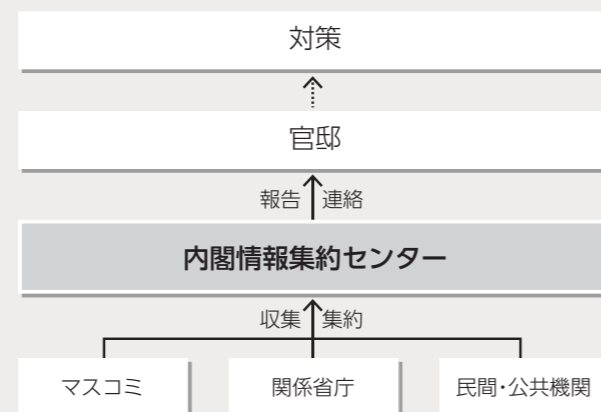 対策
官邸
報告 連絡
内閣情報集約センター
収集 集約
マスコミ
関係省庁
民間・公共機関